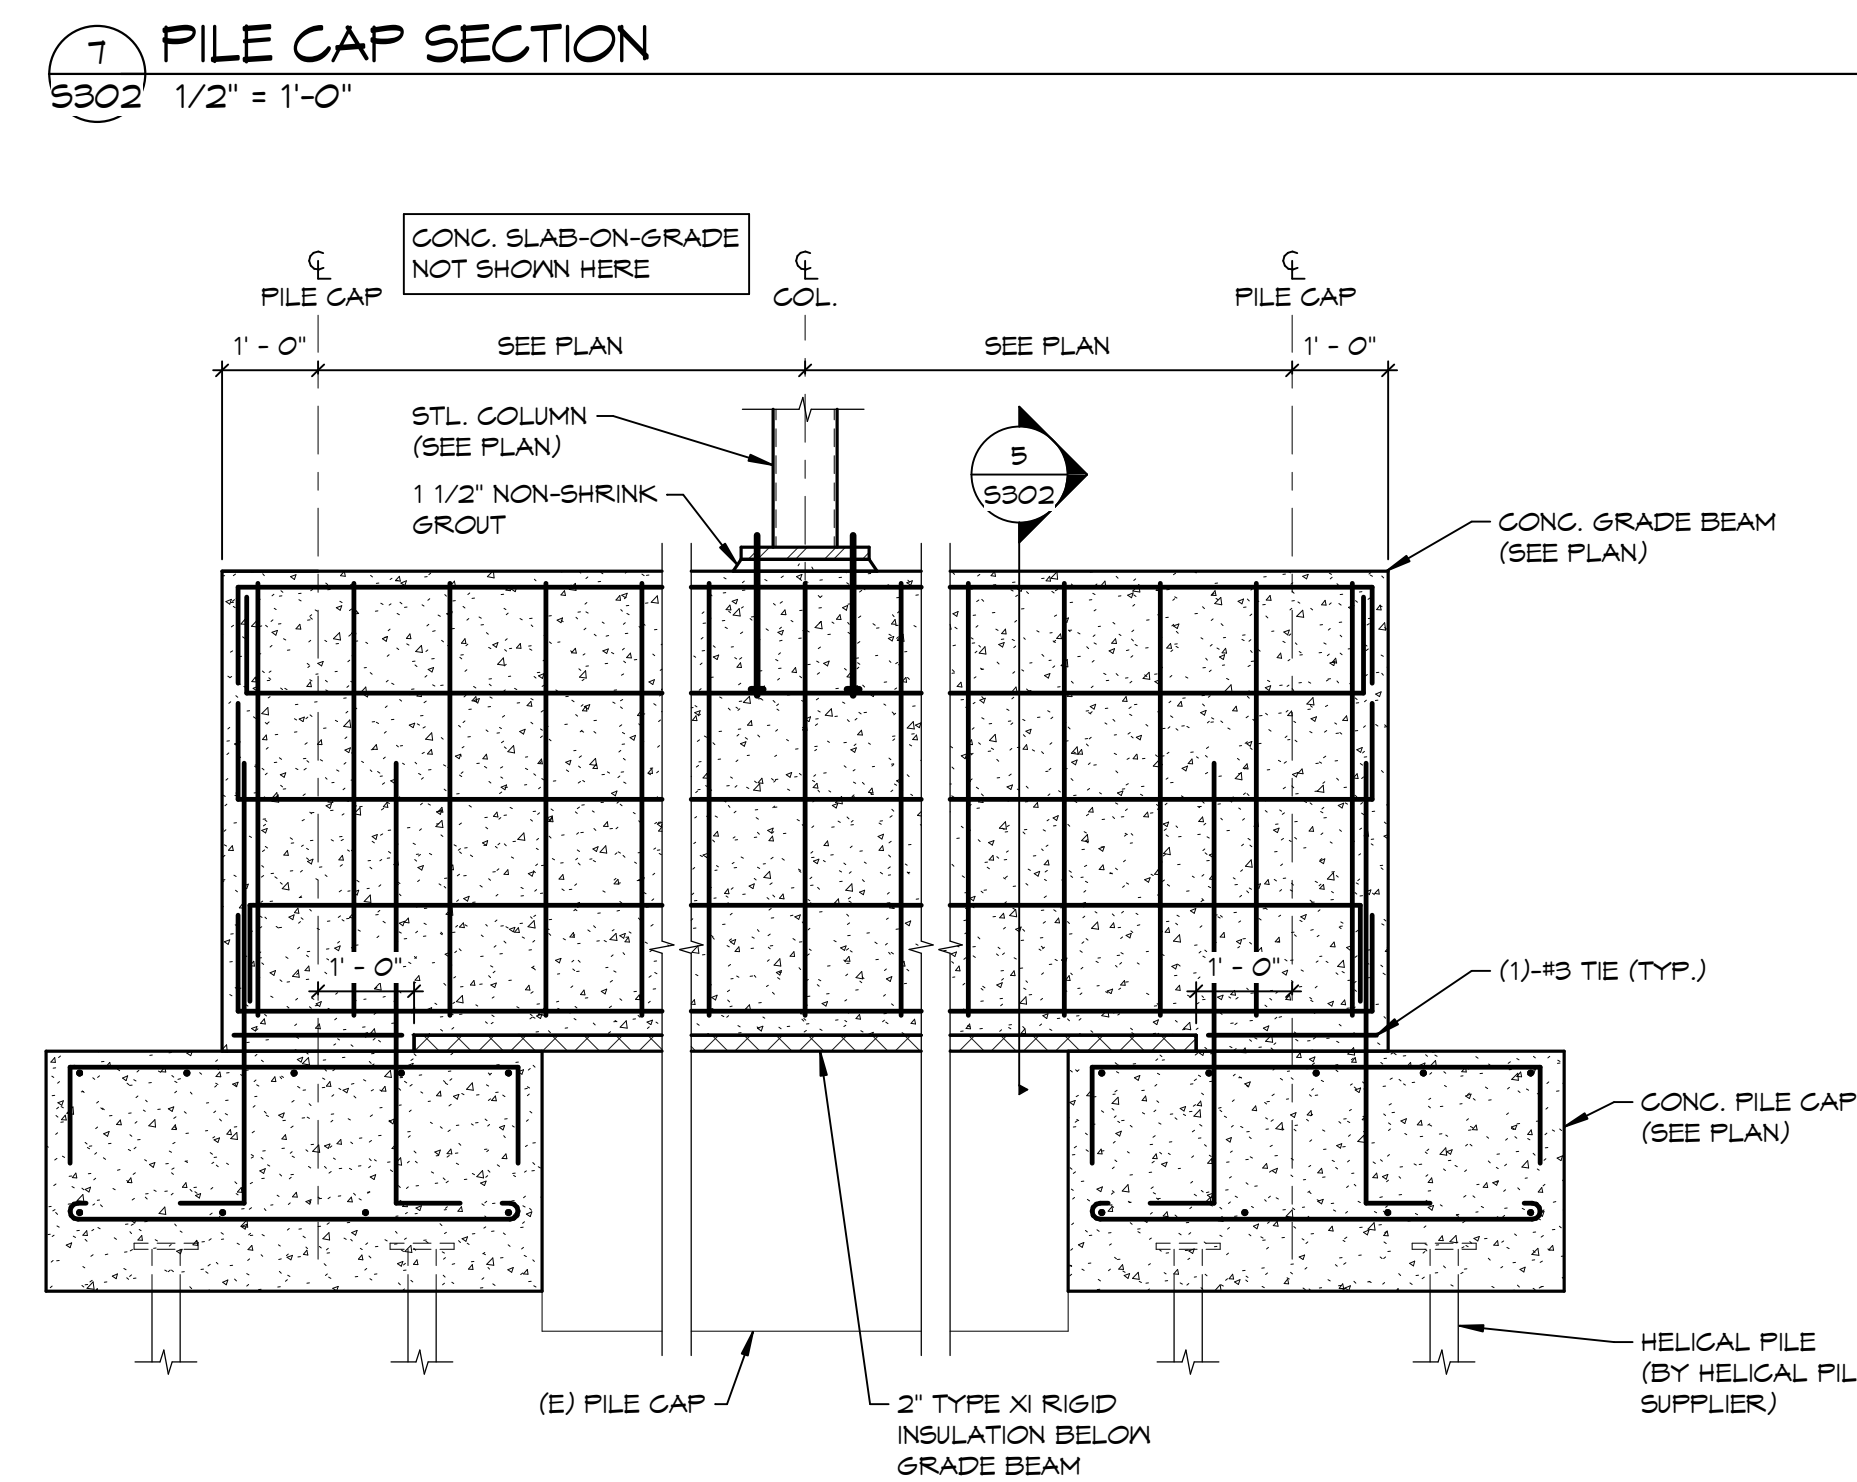 7
S302
PILE CAP SECTION
1/2" = 1'-0"
CONC. SLAB-ON-GRADE
NOT SHOWN HERE
℄
PILE CAP
℄
COL.
℄
PILE CAP
1' - 0"
SEE PLAN
SEE PLAN
1' - 0"
STL. COLUMN
(SEE PLAN)
1 1/2" NON-SHRINK
GROUT
5
S302
CONC. GRADE BEAM
(SEE PLAN)
1' - 0"
1' - 0"
(1)-#3 TIE (TYP.)
CONC. PILE CAP
(SEE PLAN)
HELICAL PILE
(BY HELICAL PIL
SUPPLIER)
(E) PILE CAP
2" TYPE XI RIGID
INSULATION BELOW
GRADE BEAM